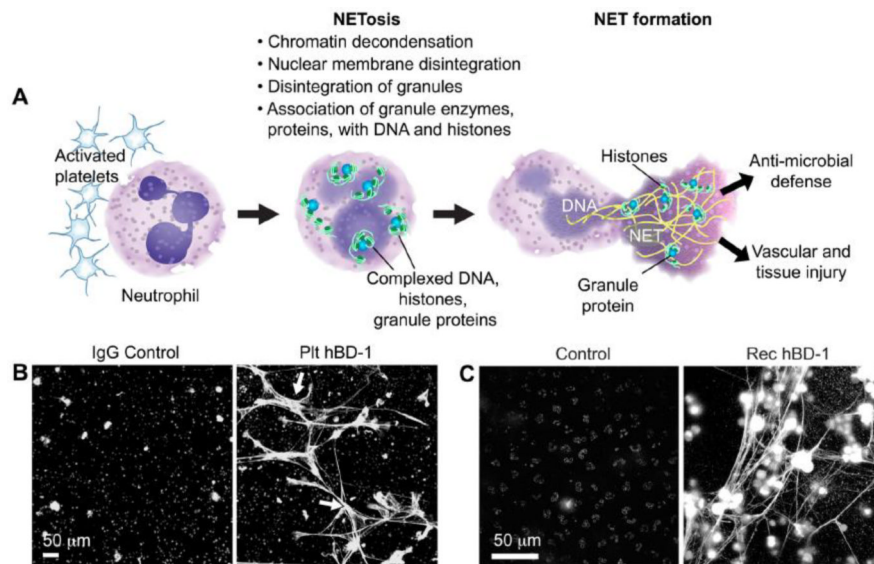 NETosis
• Chromatin decondensation
• Nuclear membrane disintegration
• Disintegration of granules
• Association of granule enzymes,
proteins, with DNA and histones
NET formation
A
Activated
platelets
Neutrophil
Complexed DNA,
histones,
granule proteins
Histones
DNA
NET
Granule
protein
Anti-microbial
defense
Vascular and
tissue injury
B
IgG Control
Plt hBD-1
50 μm
C
Control
Rec hBD-1
50 μm